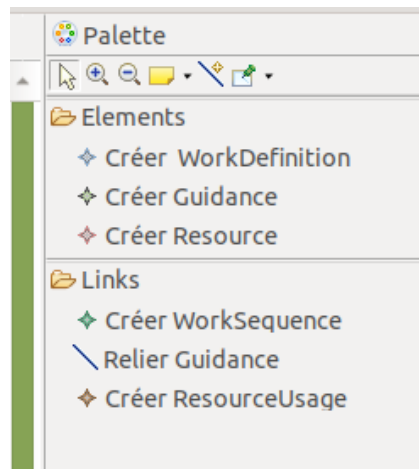 Palette
Elements
Créer WorkDefinition
Créer Guidance
Créer Resource
Links
Créer WorkSequence
Relier Guidance
Créer ResourceUsage